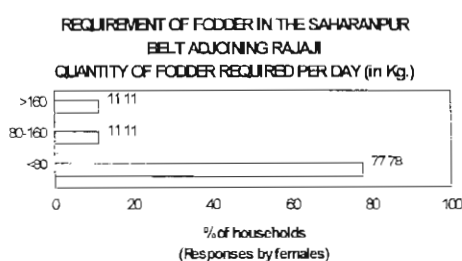 REQUIREMENT OF FODDER IN THE SAHARANPUR
BELT ADJOINING RAJAJI
QUANTITY OF FODDER REQUIRED PER DAY (in Kg.)
>160 11 11
80-160 11 11
<80 77 78
0 20 40 60 80 100
% of households
(Responses by females)